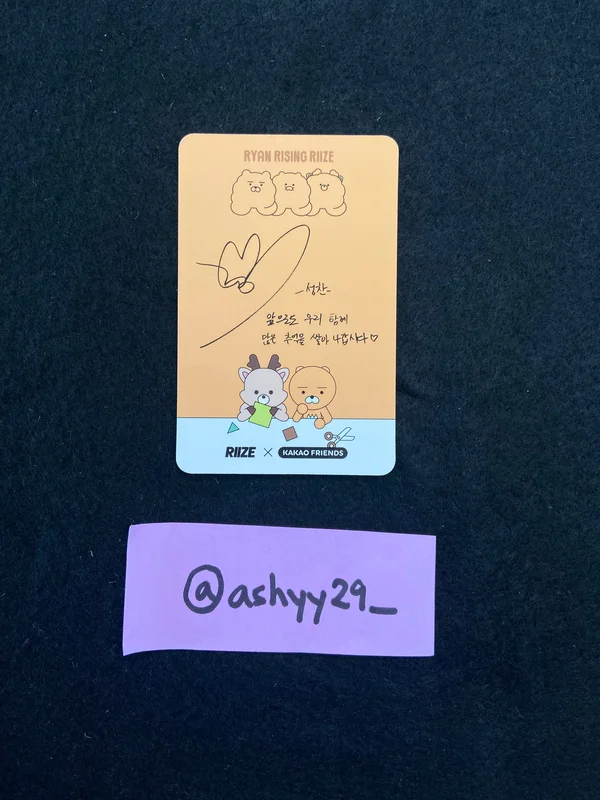 RYAN RISING RIIZE
-성찬-
앞으로도 우리 함께
많은 추억을 쌓아 나갑시다♡
RIIZE × KAKAO FRIENDS
@ashyy29_